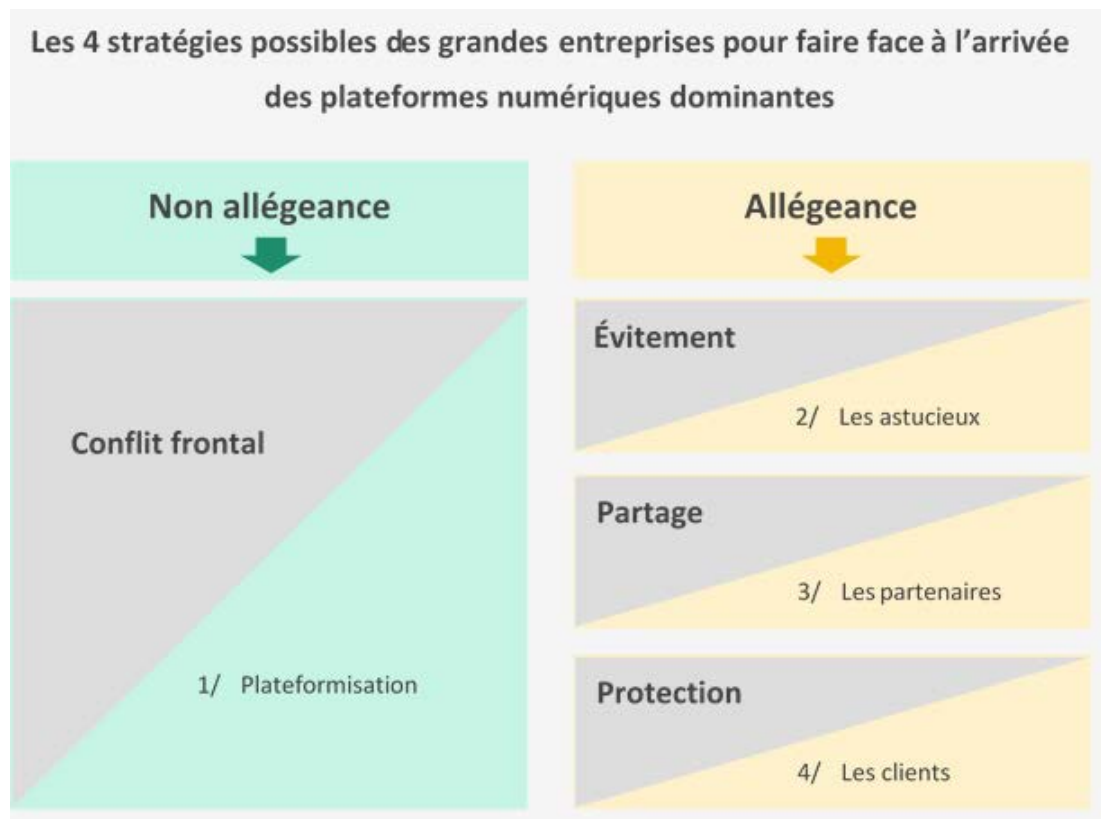 Les 4 stratégies possibles des grandes entreprises pour faire face à l'arrivée
des plateformes numériques dominantes
Non allégeance
Conflit frontal
1/ Plateformisation
Allégeance
Évitement
2/ Les astucieux
Partage
3/ Les partenaires
Protection
4/ Les clients